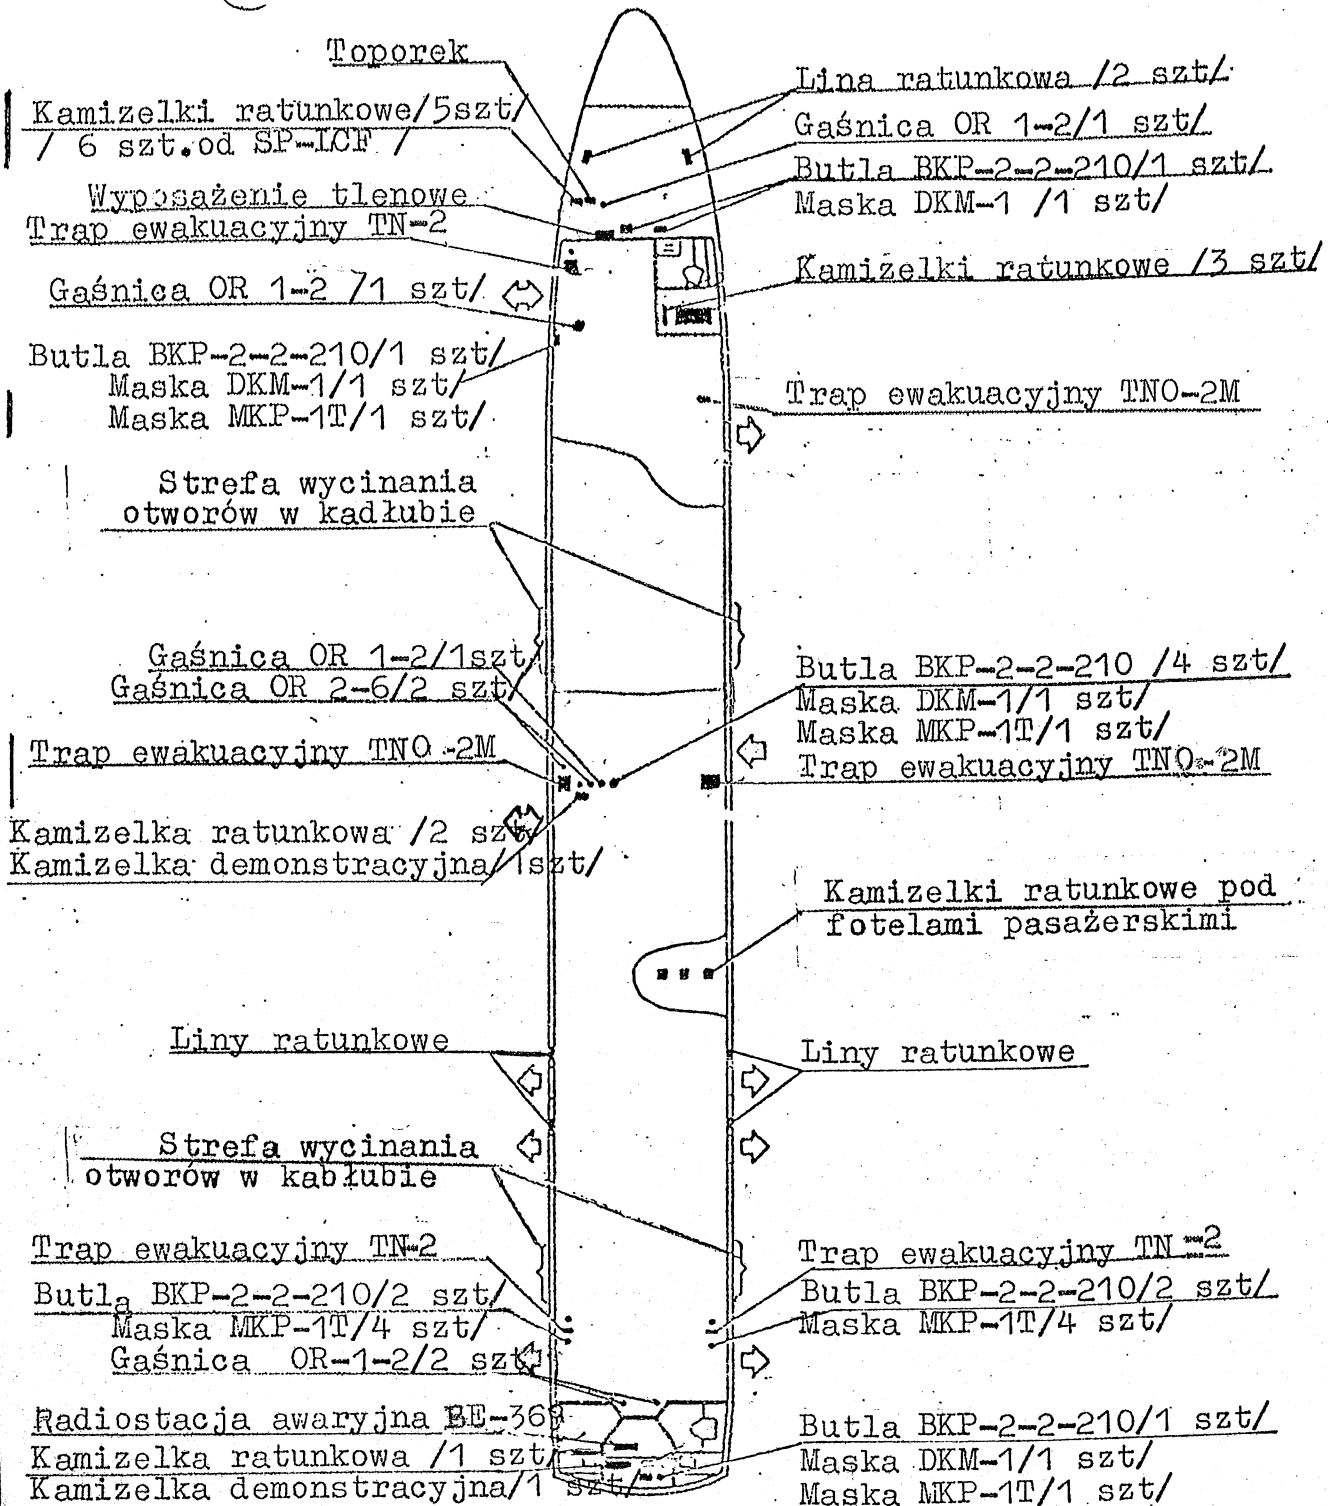 Toporek
Kamizelki ratunkowe/5szt/
/ 6 szt.od SP-LCF /
Wyposażenie tlenowe
Trap ewakuacyjny TN-2
Gaśnica OR 1-2 /1 szt/
Butla BKP-2-2-210/1 szt/
Maska DKM-1/1 szt/
Maska MKP-1T/1 szt/
Strefa wycinania
otworów w kadłubie
Gaśnica OR 1-2/1szt/
Gaśnica OR 2-6/2 szt/
Trap ewakuacyjny TNO-2M
Kamizelka ratunkowa /2 szt/
Kamizelka demonstracyjna/1szt/
Liny ratunkowe
Strefa wycinania
otworów w kabłubie
Trap ewakuacyjny TN-2
Butla BKP-2-2-210/2 szt/
Maska MKP-1T/4 szt/
Gaśnica OR-1-2/2 szt
Radiostacja awaryjna BE-369
Kamizelka ratunkowa /1 szt/
Kamizelka demonstracyjna/1 szt/
Lina ratunkowa /2 szt/
Gaśnica OR 1-2/1 szt/
Butla BKP-2-2-210/1 szt/
Maska DKM-1 /1 szt/
Kamizelki ratunkowe /3 szt/
Trap ewakuacyjny TNO-2M
Butla BKP-2-2-210 /4 szt/
Maska DKM-1/1 szt/
Maska MKP-1T/1 szt/
Trap ewakuacyjny TNO-2M
Kamizelki ratunkowe pod
fotelami pasażerskimi
Liny ratunkowe
Trap ewakuacyjny TN-2
Butla BKP-2-2-210/2 szt/
Maska MKP-1T/4 szt/
Butla BKP-2-2-210/1 szt/
Maska DKM-1/1 szt/
Maska MKP-1T/1 szt/